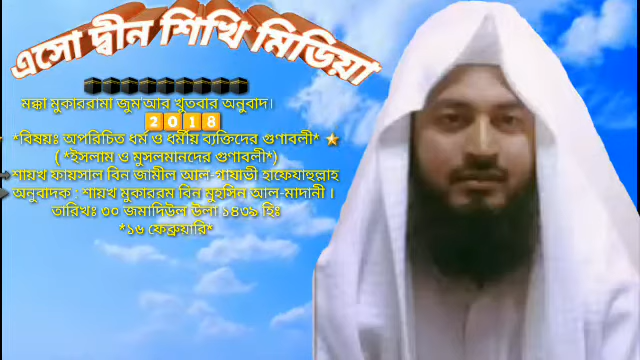 এসো দ্বীন শিখি মিডিয়া
🕋🕋🕋🕋🕋🕋🕋🕋🕋
মক্কা মুকাররামা জুম'আর খুতবার অনুবাদ।
2018
*বিষয়ঃ অপরিচিত ধর্ম ও ধর্মীয় ব্যক্তিদের গুণাবলী* ⭐
( *ইসলাম ও মুসলমানদের গুণাবলী*)
শায়খ ফায়সাল বিন জামীল আল-গাযাভী হাফেযাহুল্লাহ
অনুবাদক : শায়খ মুকাররম বিন মুহসিন আল-মাদানী ।
তারিখঃ ৩০ জমাদিউল উলা ১৪৩৯ হিঃ
*১৬ ফেব্রুয়ারি*